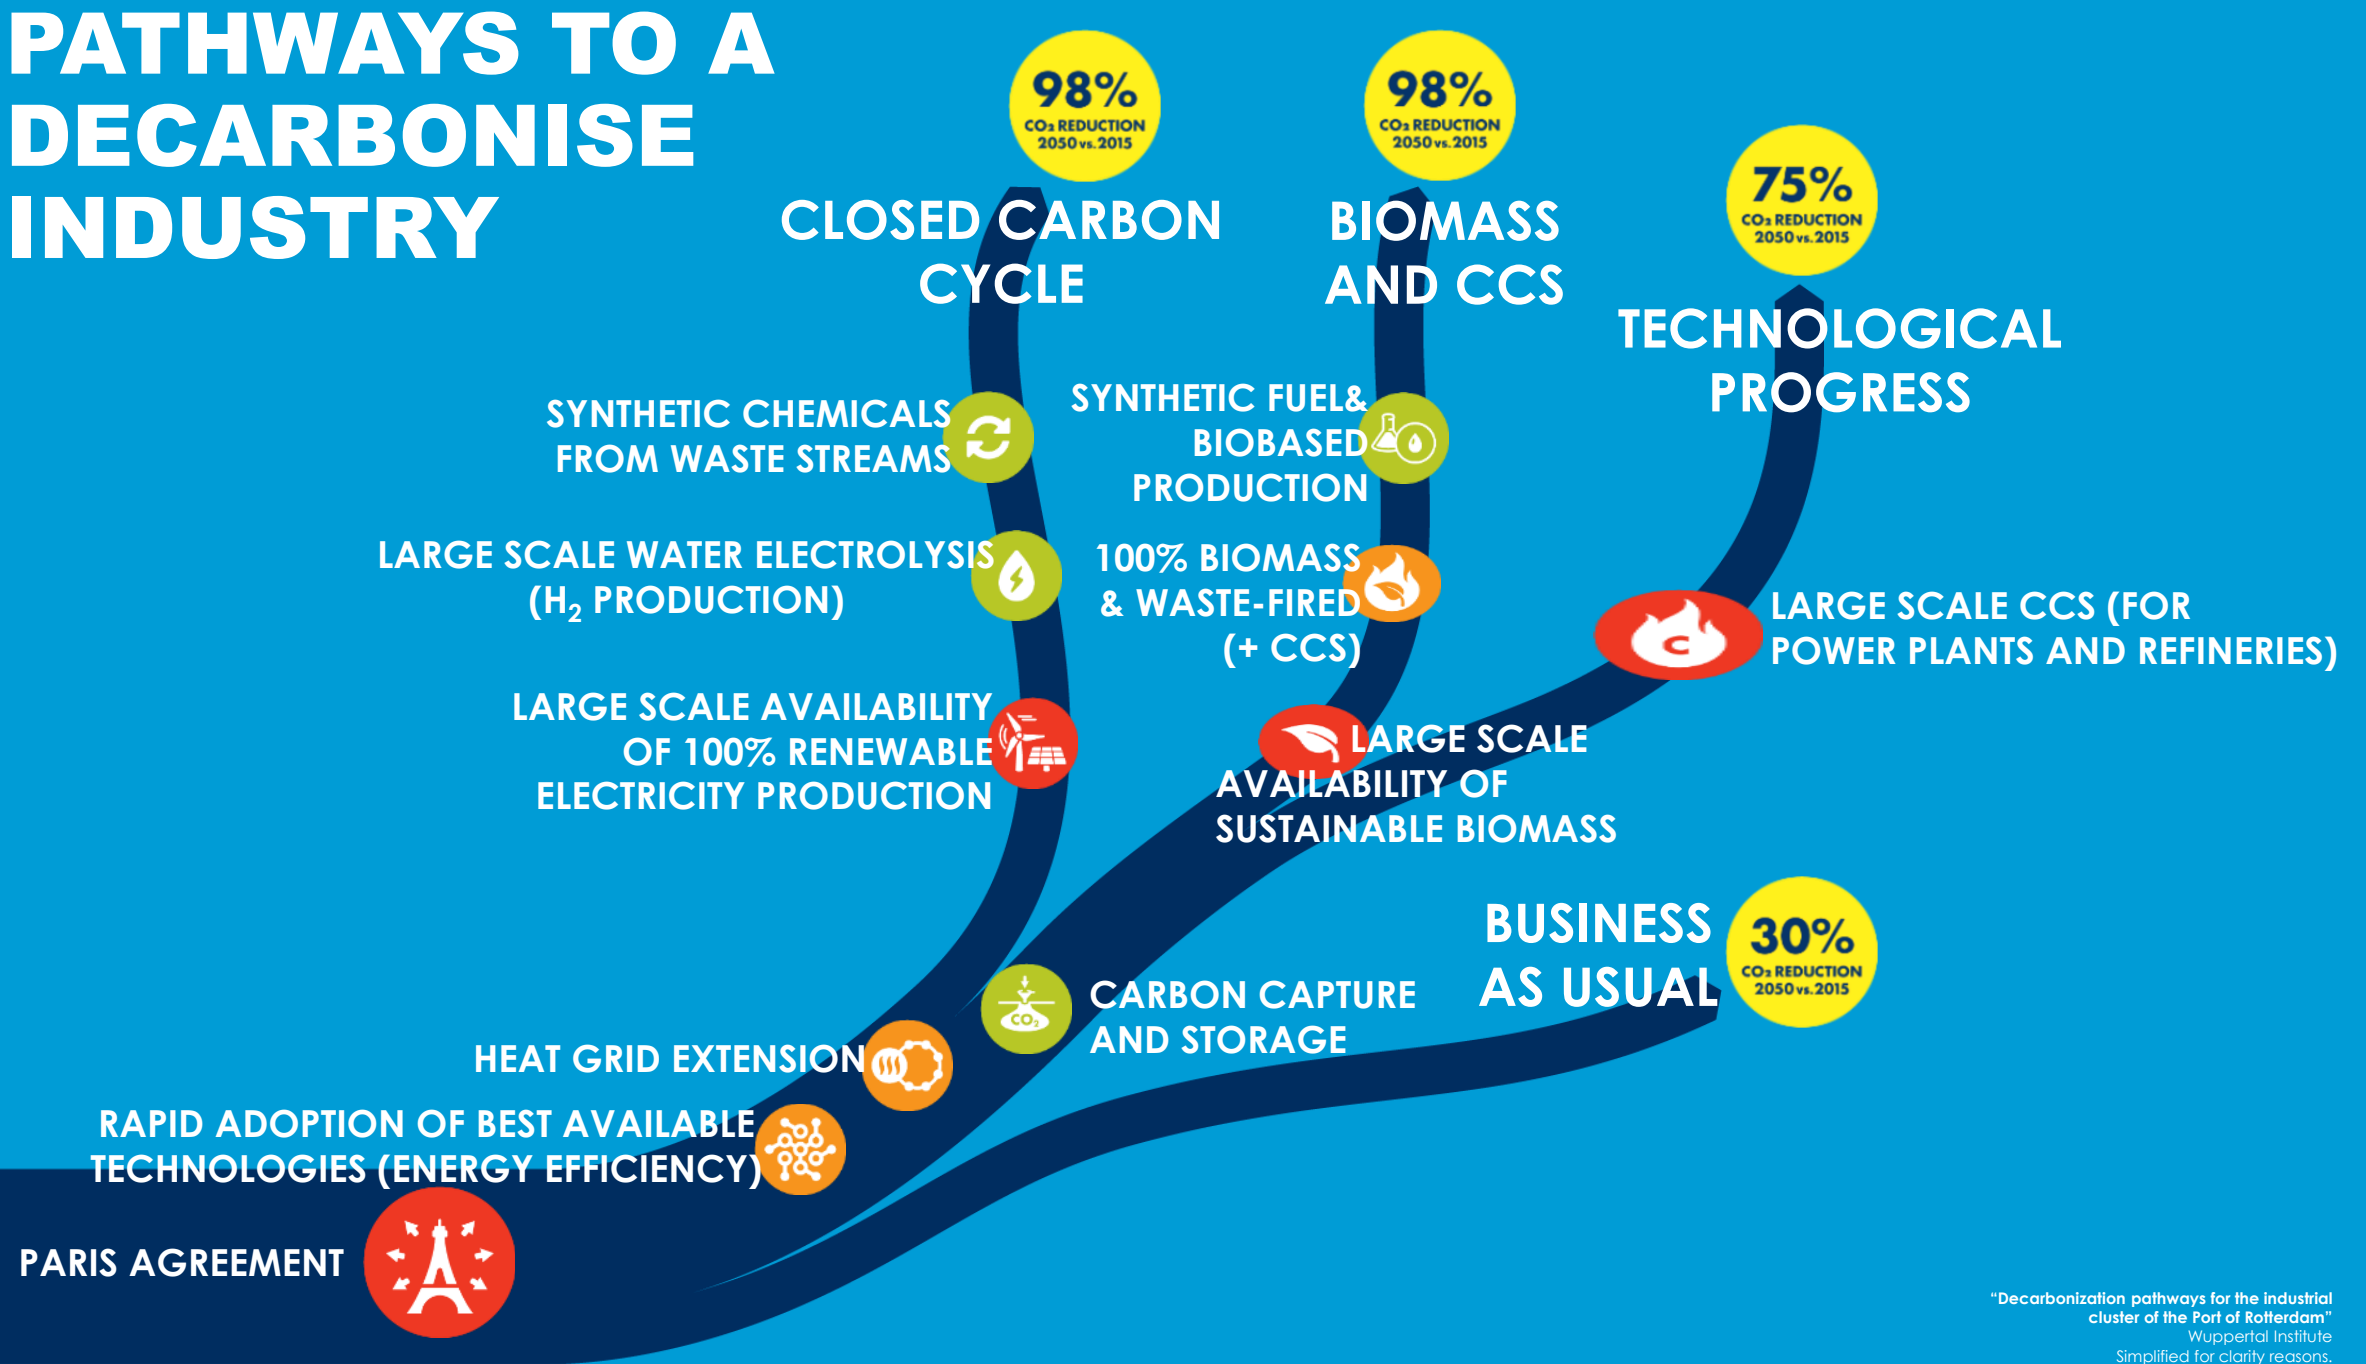 PATHWAYS TO A
DECARBONISE
INDUSTRY
98%
CO₂ REDUCTION
2050 vs. 2015
CLOSED CARBON
CYCLE
98%
CO₂ REDUCTION
2050 vs. 2015
BIOMASS
AND CCS
75%
CO₂ REDUCTION
2050 vs. 2015
TECHNOLOGICAL
PROGRESS
SYNTHETIC CHEMICALS
FROM WASTE STREAMS
SYNTHETIC FUEL&
BIOBASED
PRODUCTION
LARGE SCALE WATER ELECTROLYSIS
(H₂ PRODUCTION)
100% BIOMASS
& WASTE-FIRED
(+ CCS)
C
LARGE SCALE CCS (FOR
POWER PLANTS AND REFINERIES)
LARGE SCALE AVAILABILITY
OF 100% RENEWABLE
ELECTRICITY PRODUCTION
LARGE SCALE
AVAILABILITY OF
SUSTAINABLE BIOMASS
BUSINESS
AS USUAL
30%
CO₂ REDUCTION
2050 vs. 2015
CO₂
CARBON CAPTURE
AND STORAGE
HEAT GRID EXTENSION
RAPID ADOPTION OF BEST AVAILABLE
TECHNOLOGIES (ENERGY EFFICIENCY)
PARIS AGREEMENT
“Decarbonization pathways for the industrial
cluster of the Port of Rotterdam”
Wuppertal Institute
Simplified for clarity reasons.